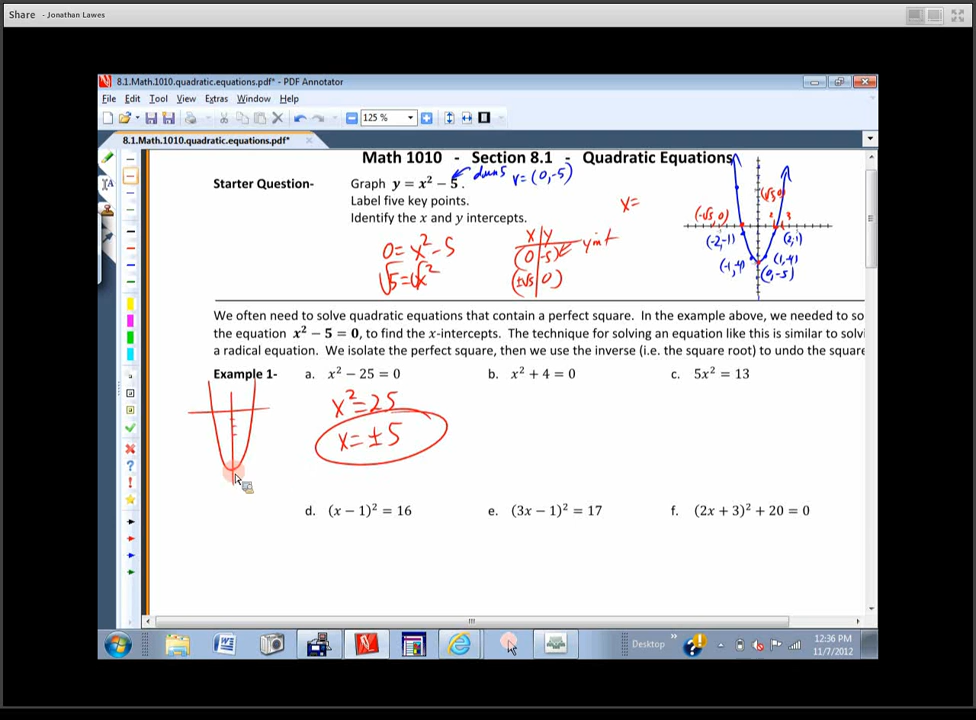 Share - Jonathan Lawes
8.1.Math.1010.quadratic.equations.pdf* - PDF Annotator
File Edit Tool View Extras Window Help
125 %
8.1.Math.1010.quadratic.equations.pdf*
Math 1010 - Section 8.1 - Quadratic Equations
Starter Question- Graph y = x² − 5. down 5 V=(0,-5)
Label five key points.
Identify the x and y intercepts.
x=
0=x²-5
√5=√x²
x y
0 -5 y int
±√5 0
(-√5,0) (√5,0)
2 3
(-2,-1) (2,-1)
(-1,-4) (1,-4)
(0,-5)
We often need to solve quadratic equations that contain a perfect square. In the example above, we needed to so
the equation x² − 5 = 0, to find the x-intercepts. The technique for solving an equation like this is similar to solvi
a radical equation. We isolate the perfect square, then we use the inverse (i.e. the square root) to undo the square
Example 1- a. x² − 25 = 0 b. x² + 4 = 0 c. 5x² = 13
x²=25
x=±5
d. (x − 1)² = 16 e. (3x − 1)² = 17 f. (2x + 3)² + 20 = 0
Desktop
12:36 PM
11/7/2012